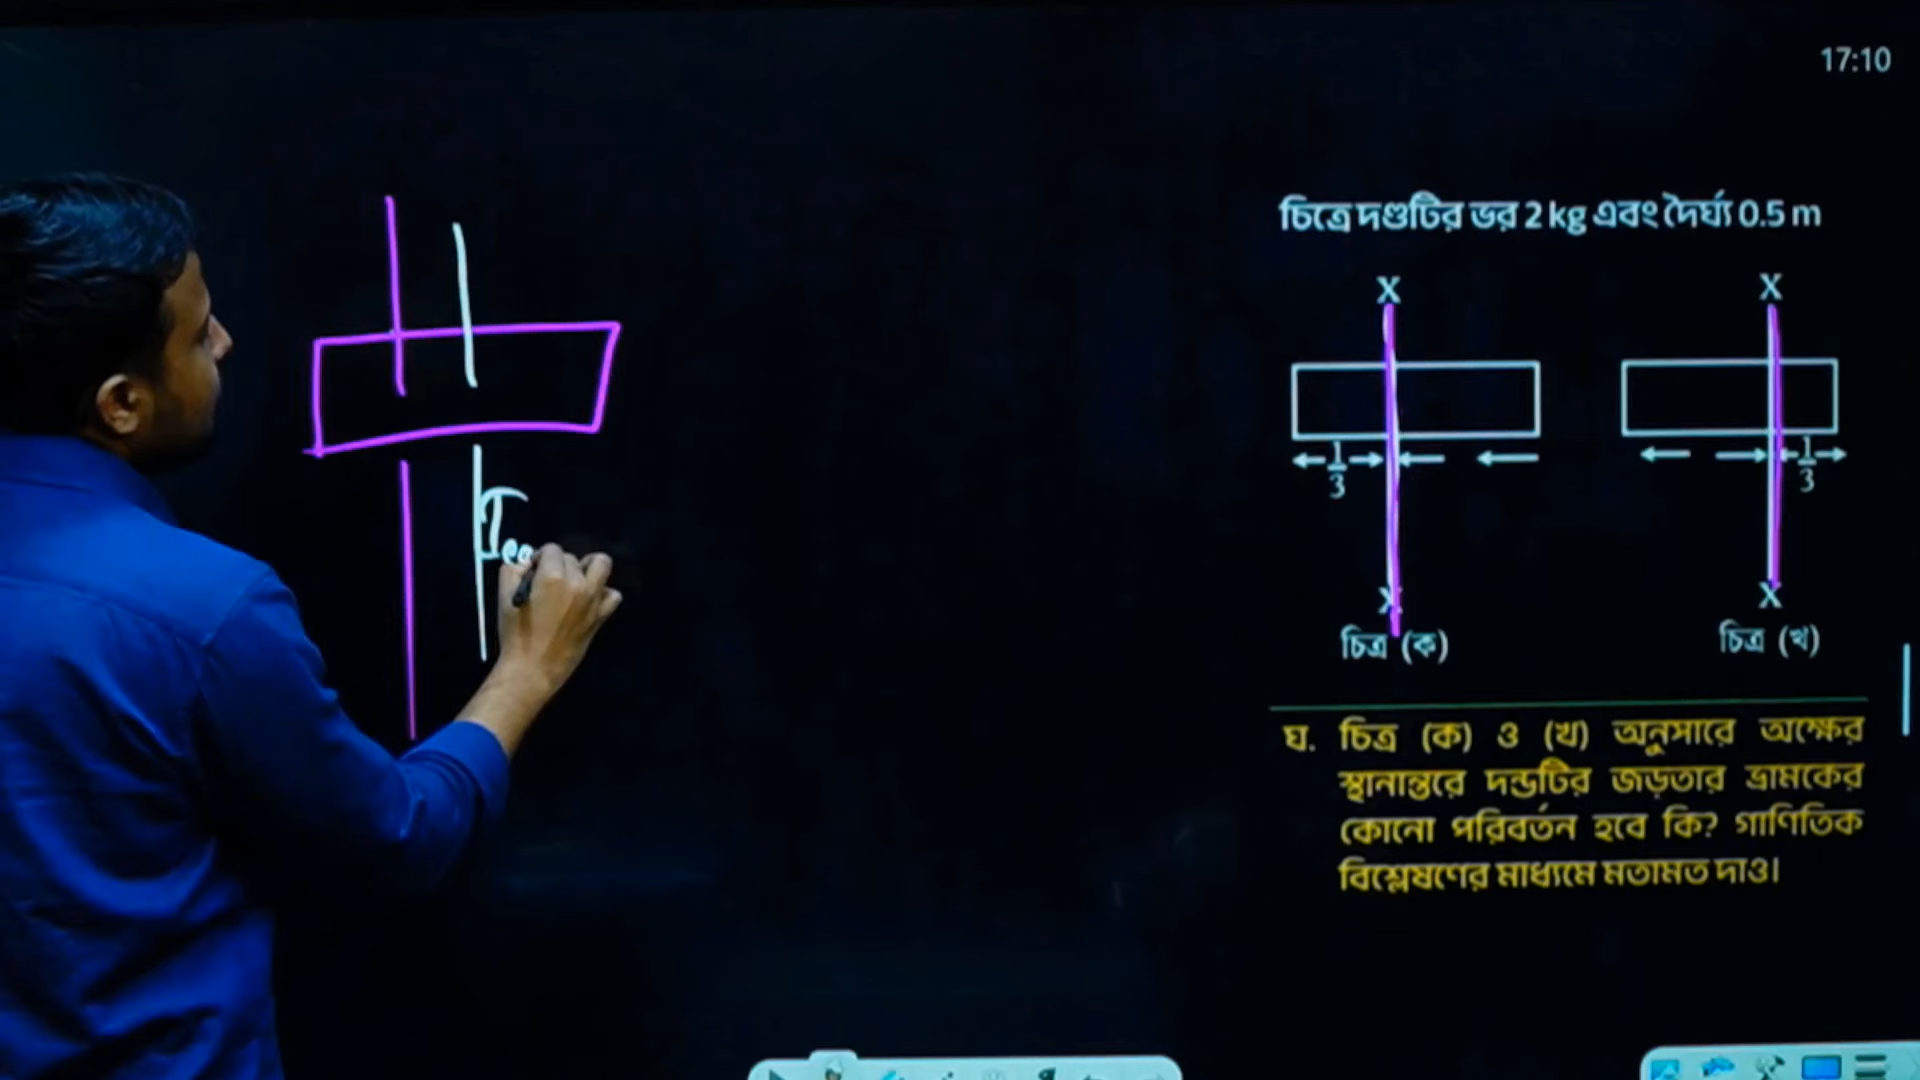 17:10
চিত্রে দণ্ডটির ভর 2 kg এবং দৈর্ঘ্য 0.5 m
X X
1/3 1/3
X X
চিত্র (ক) চিত্র (খ)
ঘ. চিত্র (ক) ও (খ) অনুসারে অক্ষের
স্থানান্তরে দন্ডটির জড়তার ভ্রামকের
কোনো পরিবর্তন হবে কি? গাণিতিক
বিশ্লেষণের মাধ্যমে মতামত দাও।